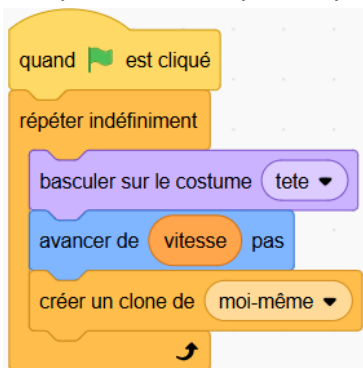 quand est cliqué
répéter indéfiniment
basculer sur le costume tete
avancer de vitesse pas
créer un clone de moi-même